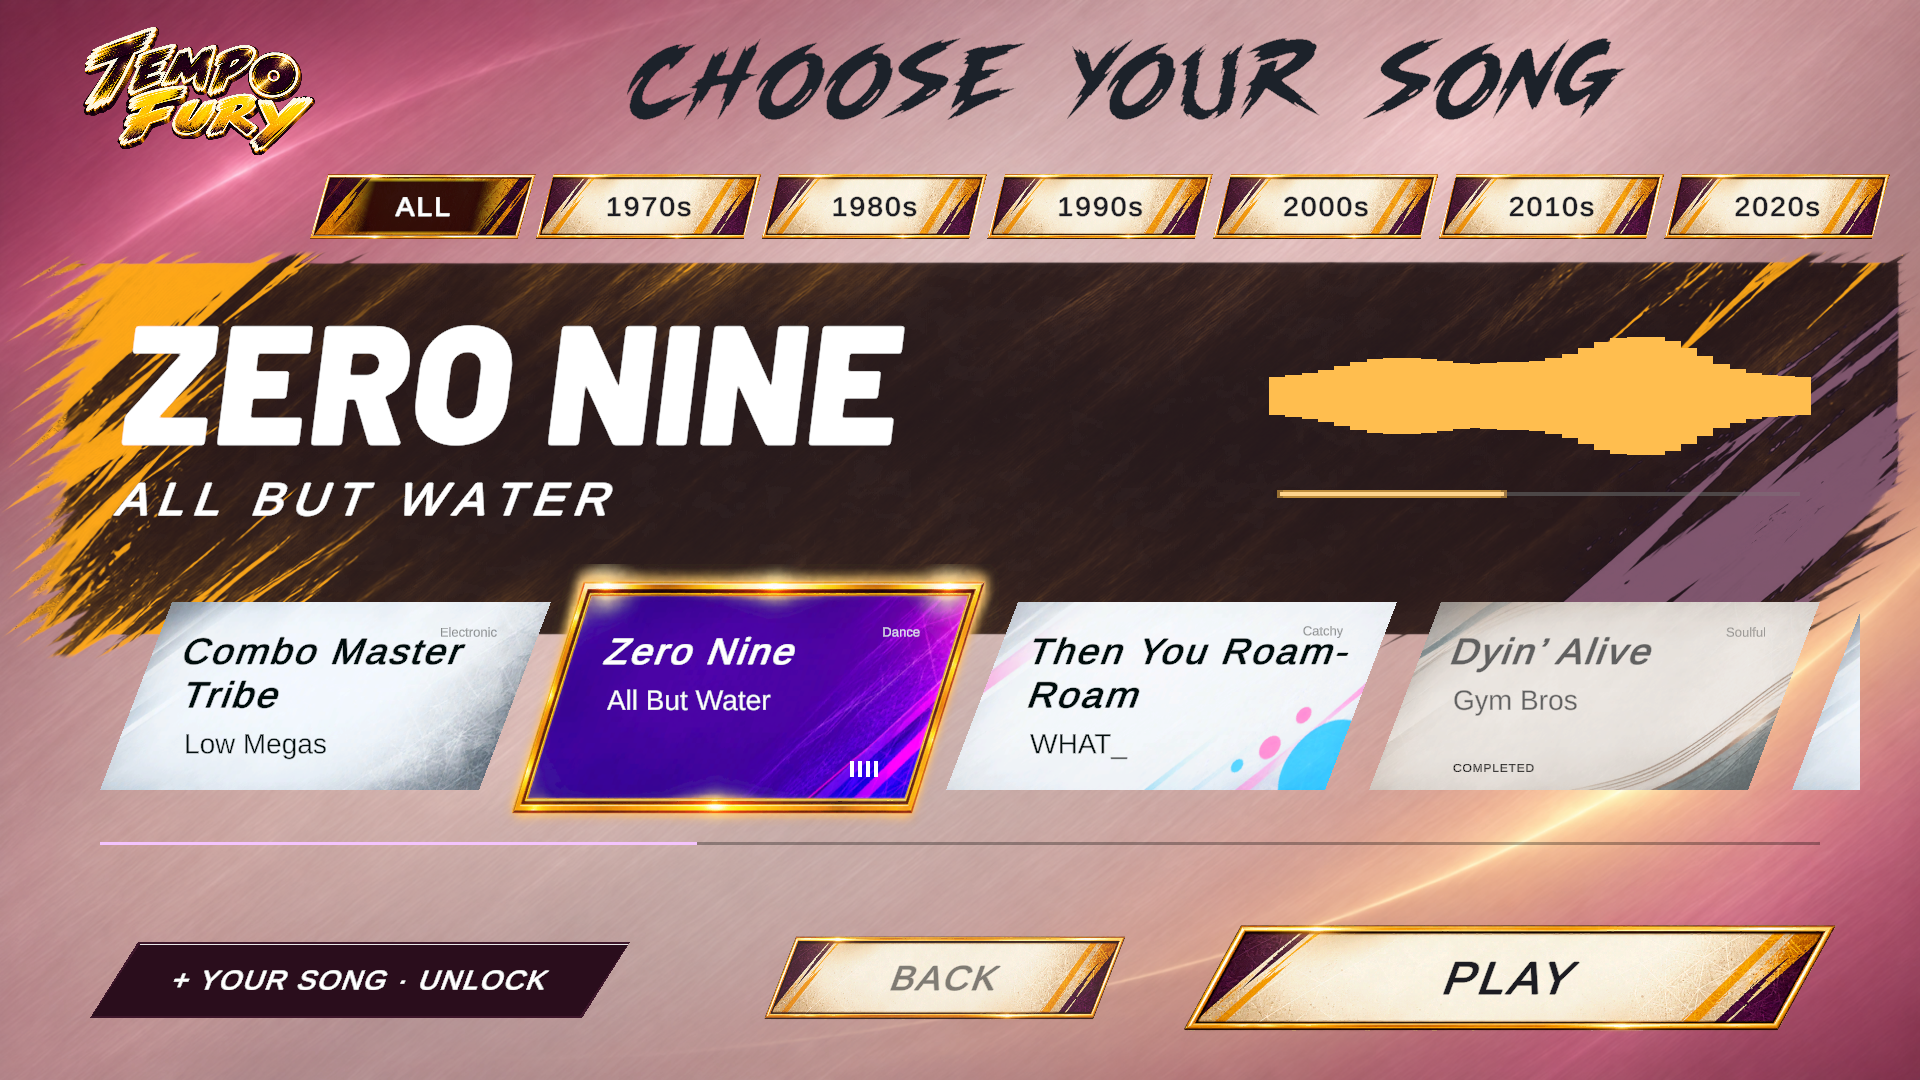 TEMPO
FURY
CHOOSE YOUR SONG
ALL
1970s
1980s
1990s
2000s
2010s
2020s
ZERO NINE
ALL BUT WATER
Electronic
Combo Master
Tribe
Low Megas
Dance
Zero Nine
All But Water
Catchy
Then You Roam-
Roam
WHAT_
Soulful
Dyin’ Alive
Gym Bros
COMPLETED
+ YOUR SONG · UNLOCK
BACK
PLAY